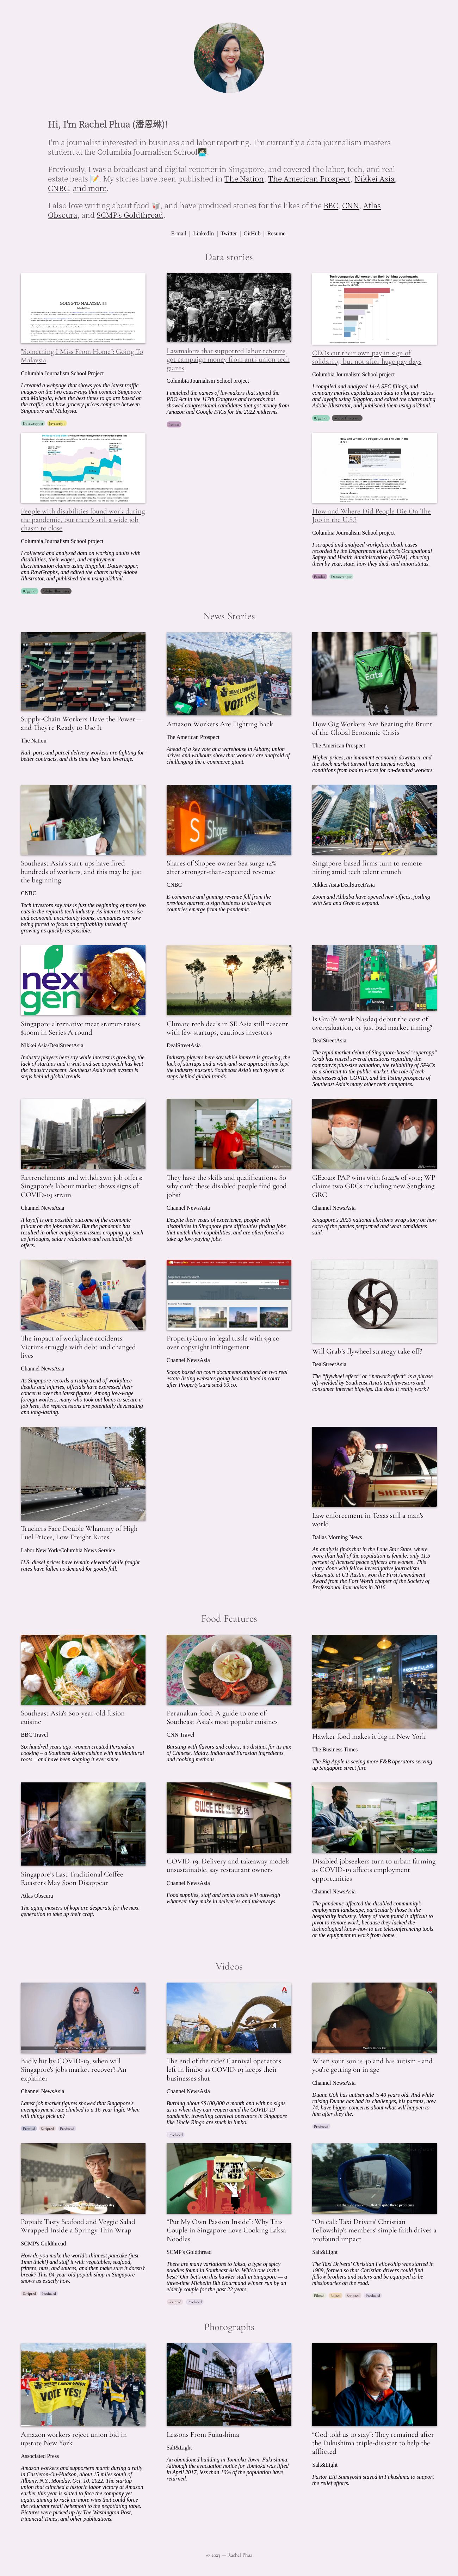 Hi, I'm Rachel Phua (潘恩琳)!
I'm a journalist interested in business and labor reporting. I'm currently a data journalism masters
student at the Columbia Journalism School
Previously, I was a broadcast and digital reporter in Singapore, and covered the labor, tech, and real
estate beats 📝. My stories have been published in The Nation, The American Prospect, Nikkei Asia,
CNBC, and more.
I also love writing about food 🥡, and have produced stories for the likes of the BBC, CNN, Atlas
Obscura, and SCMP's Goldthread.
E-mail | LinkedIn | Twitter | GitHub | Resume
Data stories
GOING TO MALAYSIA
"Something I Miss From Home": Going To
Malaysia
Columbia Journalism School Project
I created a webpage that shows you the latest traffic
images on the two causeways that connect Singapore
and Malaysia, when the best times to go are based on
the traffic, and how grocery prices compare between
Singapore and Malaysia.
Datawrapper Javascript
Lawmakers that supported labor reforms
got campaign money from anti-union tech
giants
Columbia Journalism School project
I matched the names of lawmakers that signed the
PRO Act in the 117th Congress and records that
showed congressional candidates who got money from
Amazon and Google PACs for the 2022 midterms.
Pandas
Tech companies did worse than their banking counterparts
CEOs cut their own pay in sign of
solidarity, but not after huge pay days
Columbia Journalism School project
I compiled and analyzed 14-A SEC filings, and
company market capitalization data to plot pay ratios
and layoffs using Rggplot, and edited the charts using
Adobe Illustrator, and published them using ai2html.
Rggplot Adobe Illustrator
People with disabilities found work during
the pandemic, but there's still a wide job
chasm to close
Columbia Journalism School project
I collected and analyzed data on working adults with
disabilities, their wages, and employment
discrimination claims using R/ggplot, Datawrapper,
and RawGraphs, and edited the charts using Adobe
Illustrator, and published them using ai2html.
Rggplot Adobe Illustrator
How and Where Did People Die On The Job in the
U.S.?
How and Where Did People Die On The
Job in the U.S.?
Columbia Journalism School project
I scraped and analyzed workplace death cases
recorded by the Department of Labor's Occupational
Safety and Health Administration (OSHA), charting
them by year, state, how they died, and union status.
Pandas Datawrapper
News Stories
Supply-Chain Workers Have the Power—
and They're Ready to Use It
The Nation
Rail, port, and parcel delivery workers are fighting for
better contracts, and this time they have leverage.
VOTE YES!
Amazon Workers Are Fighting Back
The American Prospect
Ahead of a key vote at a warehouse in Albany, union
drives and walkouts show that workers are unafraid of
challenging the e-commerce giant.
Uber
Eats
How Gig Workers Are Bearing the Brunt
of the Global Economic Crisis
The American Prospect
Higher prices, an imminent economic downturn, and
the stock market turmoil have turned working
conditions from bad to worse for on-demand workers.
Southeast Asia's start-ups have fired
hundreds of workers, and this may be just
the beginning
CNBC
Tech investors say this is just the beginning of more job
cuts in the region's tech industry. As interest rates rise
and economic uncertainty looms, companies are now
being forced to focus on profitability instead of
growing as quickly as possible.
Shopee
Shares of Shopee-owner Sea surge 14%
after stronger-than-expected revenue
CNBC
E-commerce and gaming revenue fell from the
previous quarter, a sign business is slowing as
countries emerge from the pandemic.
Singapore-based firms turn to remote
hiring amid tech talent crunch
Nikkei Asia/DealStreetAsia
Zoom and Alibaba have opened new offices, jostling
with Sea and Grab to expand.
next
gen
Singapore alternative meat startup raises
$100m in Series A round
Nikkei Asia/DealStreetAsia
Industry players here say while interest is growing, the
lack of startups and a wait-and-see approach has kept
the industry nascent. Southeast Asia's tech system is
steps behind global trends.
Climate tech deals in SE Asia still nascent
with few startups, cautious investors
DealStreetAsia
Industry players here say while interest is growing, the
lack of startups and a wait-and-see approach has kept
the industry nascent. Southeast Asia's tech system is
steps behind global trends.
Nasdaq
Is Grab's weak Nasdaq debut the cost of
overvaluation, or just bad market timing?
DealStreetAsia
The tepid market debut of Singapore-based "superapp"
Grab has raised several questions regarding the
company's plus-size valuation, the reliability of SPACs
as a shortcut to the public market, the role of tech
businesses after COVID, and the listing prospects of
Southeast Asia's many other tech companies.
Retrenchments and withdrawn job offers:
Singapore's labour market shows signs of
COVID-19 strain
Channel NewsAsia
A layoff is one possible outcome of the economic
fallout on the jobs market. But the pandemic has
resulted in other employment issues cropping up, such
as furloughs, salary reductions and rescinded job
offers.
They have the skills and qualifications. So
why can't these disabled people find good
jobs?
Channel NewsAsia
Despite their years of experience, people with
disabilities in Singapore face difficulties finding jobs
that match their capabilities, and are often forced to
take up low-paying jobs.
GE2020: PAP wins with 61.24% of vote; WP
claims two GRCs including new Sengkang
GRC
Channel NewsAsia
Singapore's 2020 national elections wrap story on how
each of the parties performed and what candidates
said.
The impact of workplace accidents:
Victims struggle with debt and changed
lives
Channel NewsAsia
As Singapore records a rising trend of workplace
deaths and injuries, officials have expressed their
concerns over the latest figures. Among low-wage
foreign workers, many who took out loans to secure a
job here, the repercussions are potentially devastating
and long-lasting.
PropertyGuru in legal tussle with 99.co
over copyright infringement
Channel NewsAsia
Scoop based on court documents attained on two real
estate listing websites going head to head in court
after PropertyGuru sued 99.co.
Will Grab's flywheel strategy take off?
DealStreetAsia
The "flywheel effect" or "network effect" is a phrase
oft-wielded by Southeast Asia's tech investors and
consumer internet bigwigs. But does it really work?
Truckers Face Double Whammy of High
Fuel Prices, Low Freight Rates
Labor New York/Columbia News Service
U.S. diesel prices have remain elevated while freight
rates have fallen as demand for goods fall.
SHERIFF
Law enforcement in Texas still a man's
world
Dallas Morning News
An analysis finds that in the Lone Star State, where
more than half of the population is female, only 11.5
percent of licensed peace officers are women. This
story, done with fellow investigative journalism
classmate at UT Austin, won the First Amendment
Award from the Fort Worth chapter of the Society of
Professional Journalists in 2016.
Food Features
Southeast Asia's 600-year-old fusion
cuisine
BBC Travel
Six hundred years ago, women created Peranakan
cooking – a Southeast Asian cuisine with multicultural
roots – and have been shaping it ever since.
Peranakan food: A guide to one of
Southeast Asia's most popular cuisines
CNN Travel
Bursting with flavors and colors, it's distinct for its mix
of Chinese, Malay, Indian and Eurasian ingredients
and cooking methods.
Hawker food makes it big in New York
The Business Times
The Big Apple is seeing more F&B operators serving
up Singapore street fare
Singapore's Last Traditional Coffee
Roasters May Soon Disappear
Atlas Obscura
The aging masters of kopi are desperate for the next
generation to take up their craft.
GWEE CEE
COVID-19: Delivery and takeaway models
unsustainable, say restaurant owners
Channel NewsAsia
Food supplies, staff and rental costs will outweigh
whatever they make in deliveries and takeaways.
Disabled jobseekers turn to urban farming
as COVID-19 affects employment
opportunities
Channel NewsAsia
The pandemic affected the disabled community's
employment landscape, particularly those in the
hospitality industry. Many of them found it difficult to
pivot to remote work, because they lacked the
technological know-how to use teleconferencing tools
or the equipment to work from home.
Videos
Badly hit by COVID-19, when will
Singapore's jobs market recover? An
explainer
Channel NewsAsia
Latest job market figures showed that Singapore's
unemployment rate climbed to a 16-year high. When
will things pick up?
Scripted Produced
The end of the ride? Carnival operators
left in limbo as COVID-19 keeps their
businesses shut
Channel NewsAsia
Burning about S$100,000 a month and with no signs
as to when they can reopen amid the COVID-19
pandemic, travelling carnival operators in Singapore
like Uncle Ringo are stuck in limbo.
Produced
When your son is 40 and has autism - and
you're getting on in age
Channel NewsAsia
Duane Goh has autism and is 40 years old. And while
raising Duane has had its challenges, his parents, now
74, have bigger concerns about what will happen to
him after they die.
Produced
Popiah: Tasty Seafood and Veggie Salad
Wrapped Inside a Springy Thin Wrap
SCMP's Goldthread
How do you make the world's thinnest pancake (just
1mm thick!) and stuff it with vegetables, seafood,
fritters, nuts, and sauces, and then make sure it doesn't
break? This 84-year-old popiah shop in Singapore
shows us exactly how.
Scripted Produced
"Put My Own Passion Inside": Why This
Couple in Singapore Love Cooking Laksa
Noodles
SCMP's Goldthread
There are many variations to laksa, a type of spicy
noodles found in Southeast Asia. Which one is the
best? Our bet's on this hawker stall in Singapore — a
three-time Michelin Bib Gourmand winner run by an
elderly couple for the past 22 years.
Scripted Produced
"On call: Taxi Drivers' Christian
Fellowship's members' simple faith drives a
profound impact
Salt&Light
The Taxi Drivers' Christian Fellowship was started in
1989, formed so that Christian drivers could find
fellow brothers and sisters and be equipped to be
missionaries on the road.
Filmed Edited Scripted Produced
Photographs
VOTE YES!
Amazon workers reject union bid in
upstate New York
Associated Press
Amazon workers and supporters march during a rally
in Castleton-On-Hudson, about 15 miles south of
Albany, N.Y., Monday, Oct. 10, 2022. The startup
union that clinched a historic labor victory at Amazon
earlier this year is slated to face the company yet
again, aiming to rack up more wins that could force
the reluctant retail behemoth to the negotiating table.
Pictures were picked up by The Washington Post,
Financial Times, and other publications.
Lessons From Fukushima
Salt&Light
An abandoned building in Tomioka Town, Fukushima.
Although the evacuation notice for Tomioka was lifted
in April 2017, less than 10% of the population have
returned.
"God told us to stay": They remained after
the Fukushima triple-disaster to help the
afflicted
Salt&Light
Pastor Eiji Sumiyoshi stayed in Fukushima to support
the relief efforts.
© 2023 — Rachel Phua